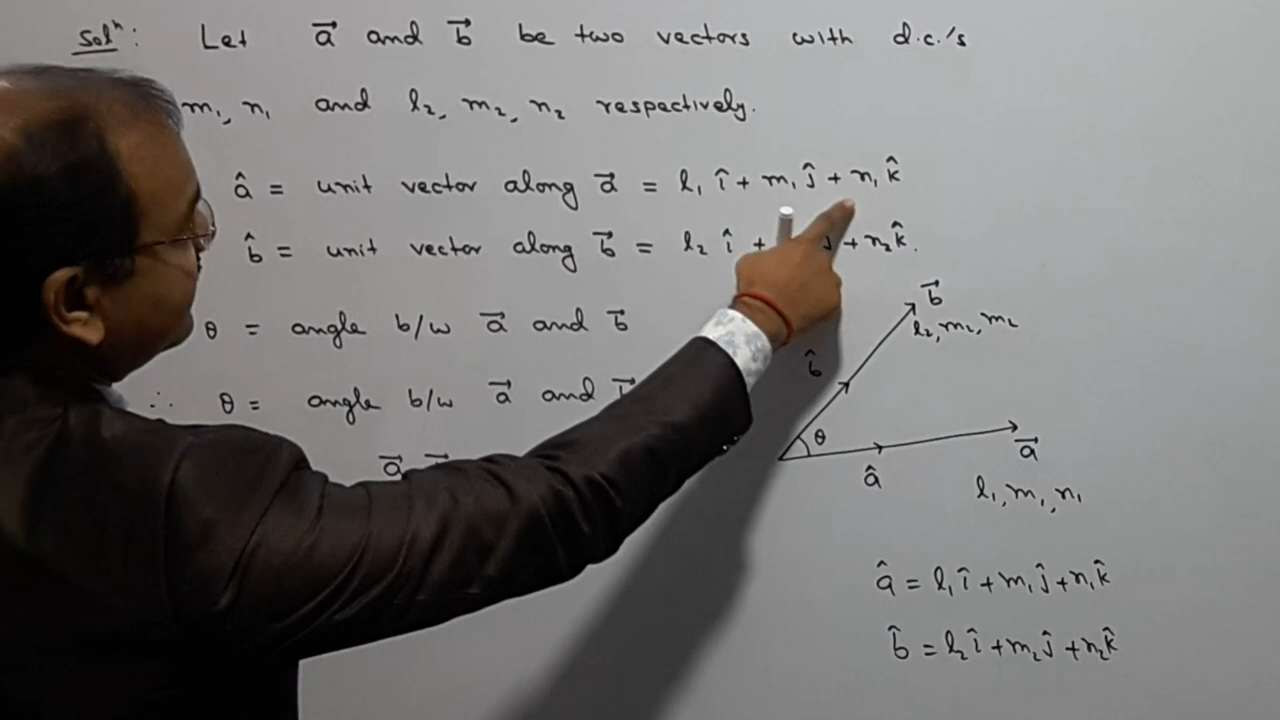 Solⁿ: Let a⃗ and b⃗ be two vectors with d.c.'s
m₁, n₁ and l₂, m₂, n₂ respectively.
â = unit vector along a⃗ = l₁ î + m₁ ĵ + n₁ k̂
b̂ = unit vector along b⃗ = l₂ î + j + n₂ k̂.
θ = angle b/w a⃗ and b⃗
∴ θ = angle b/w a⃗ and
a⃗
b⃗
l₂, m₂, m₂
b̂
θ
a⃗
â
l₁, m₁, n₁
â = l₁ î + m₁ ĵ + n₁ k̂
b̂ = l₂ î + m₂ ĵ + n₂ k̂